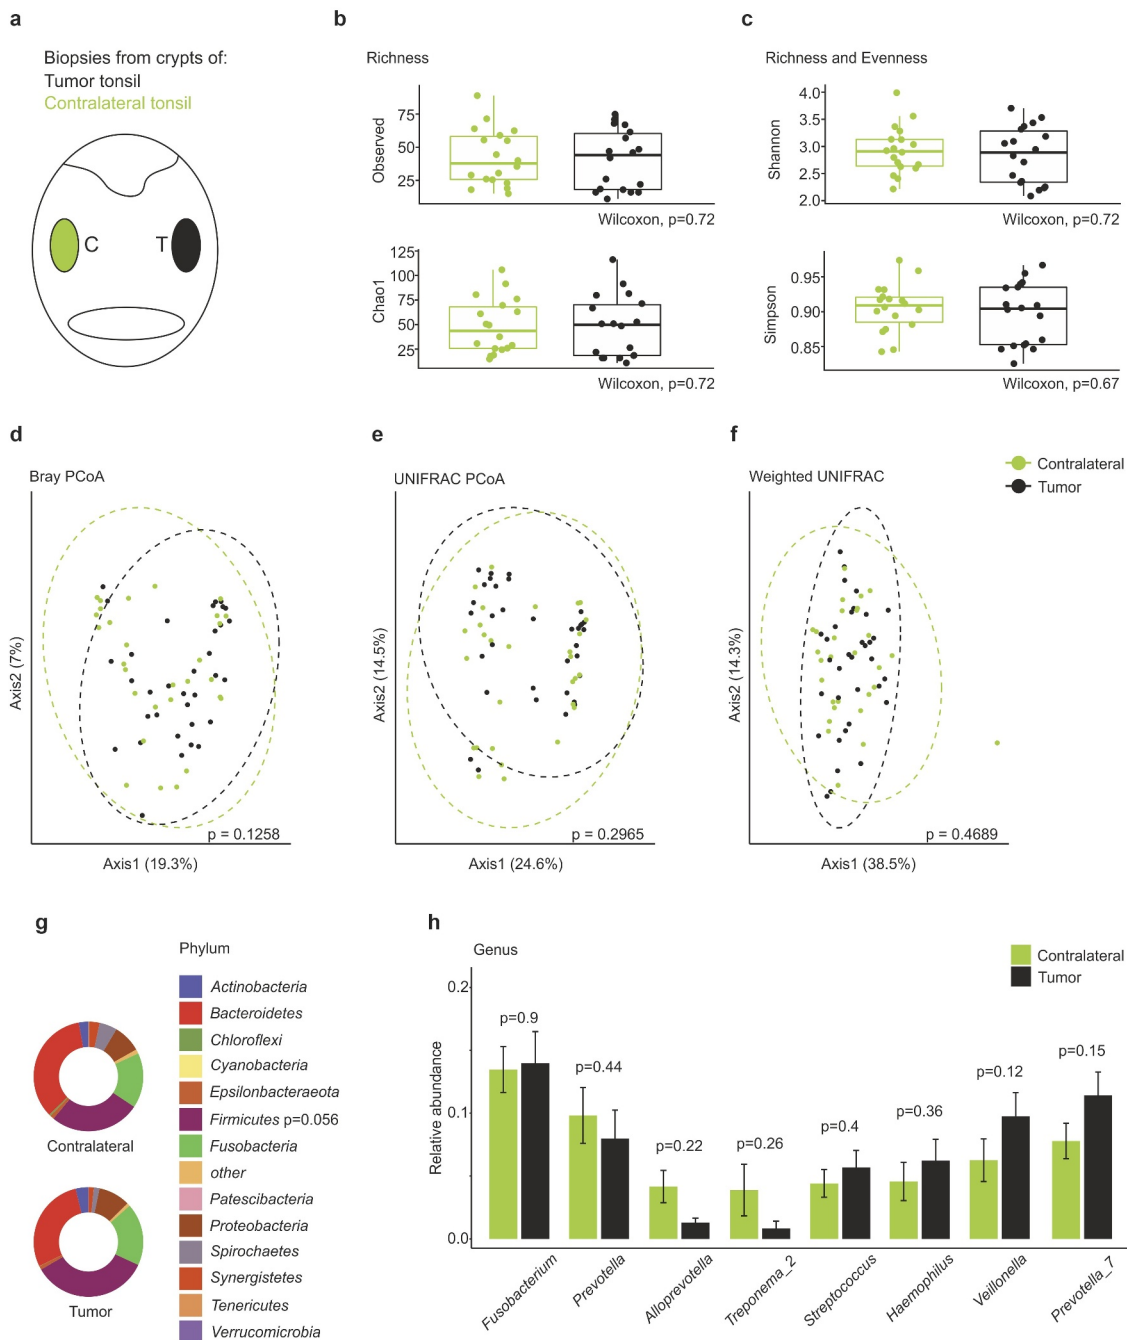 a
Biopsies from crypts of:
Tumor tonsil
Contralateral tonsil
C
T
b
Richness
Observed
75
50
25
Wilcoxon, p=0.72
Chao1
125
100
75
50
25
Wilcoxon, p=0.72
c
Richness and Evenness
Shannon
4.0
3.5
3.0
2.5
2.0
Wilcoxon, p=0.72
Simpson
0.95
0.90
0.85
Wilcoxon, p=0.67
d
Bray PCoA
Axis2 (7%)
p = 0.1258
Axis1 (19.3%)
e
UNIFRAC PCoA
Axis2 (14.5%)
p = 0.2965
Axis1 (24.6%)
f
Weighted UNIFRAC
Axis2 (14.3%)
p = 0.4689
Axis1 (38.5%)
Contralateral
Tumor
g
Contralateral
Tumor
Phylum
Actinobacteria
Bacteroidetes
Chloroflexi
Cyanobacteria
Epsilonbacteraeota
Firmicutes p=0.056
Fusobacteria
other
Patescibacteria
Proteobacteria
Spirochaetes
Synergistetes
Tenericutes
Verrucomicrobia
h
Genus
Contralateral
Tumor
Relative abundance
0.2
0.1
0.0
p=0.9
p=0.44
p=0.22
p=0.26
p=0.4
p=0.36
p=0.12
p=0.15
Fusobacterium
Prevotella
Alloprevotella
Treponema_2
Streptococcus
Haemophilus
Veillonella
Prevotella_7